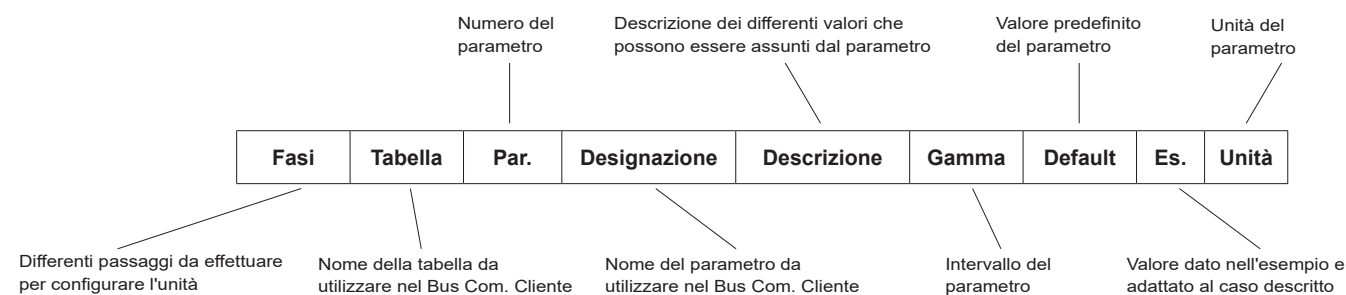 Numero del
parametro
Descrizione dei differenti valori che
possono essere assunti dal parametro
Valore predefinito
del parametro
Unità del
parametro
Fasi Tabella Par. Designazione Descrizione Gamma Default Es. Unità
Differenti passaggi da effettuare
per configurare l'unità
Nome della tabella da
utilizzare nel Bus Com. Cliente
Nome del parametro da
utilizzare nel Bus Com. Cliente
Intervallo del
parametro
Valore dato nell'esempio e
adattato al caso descritto